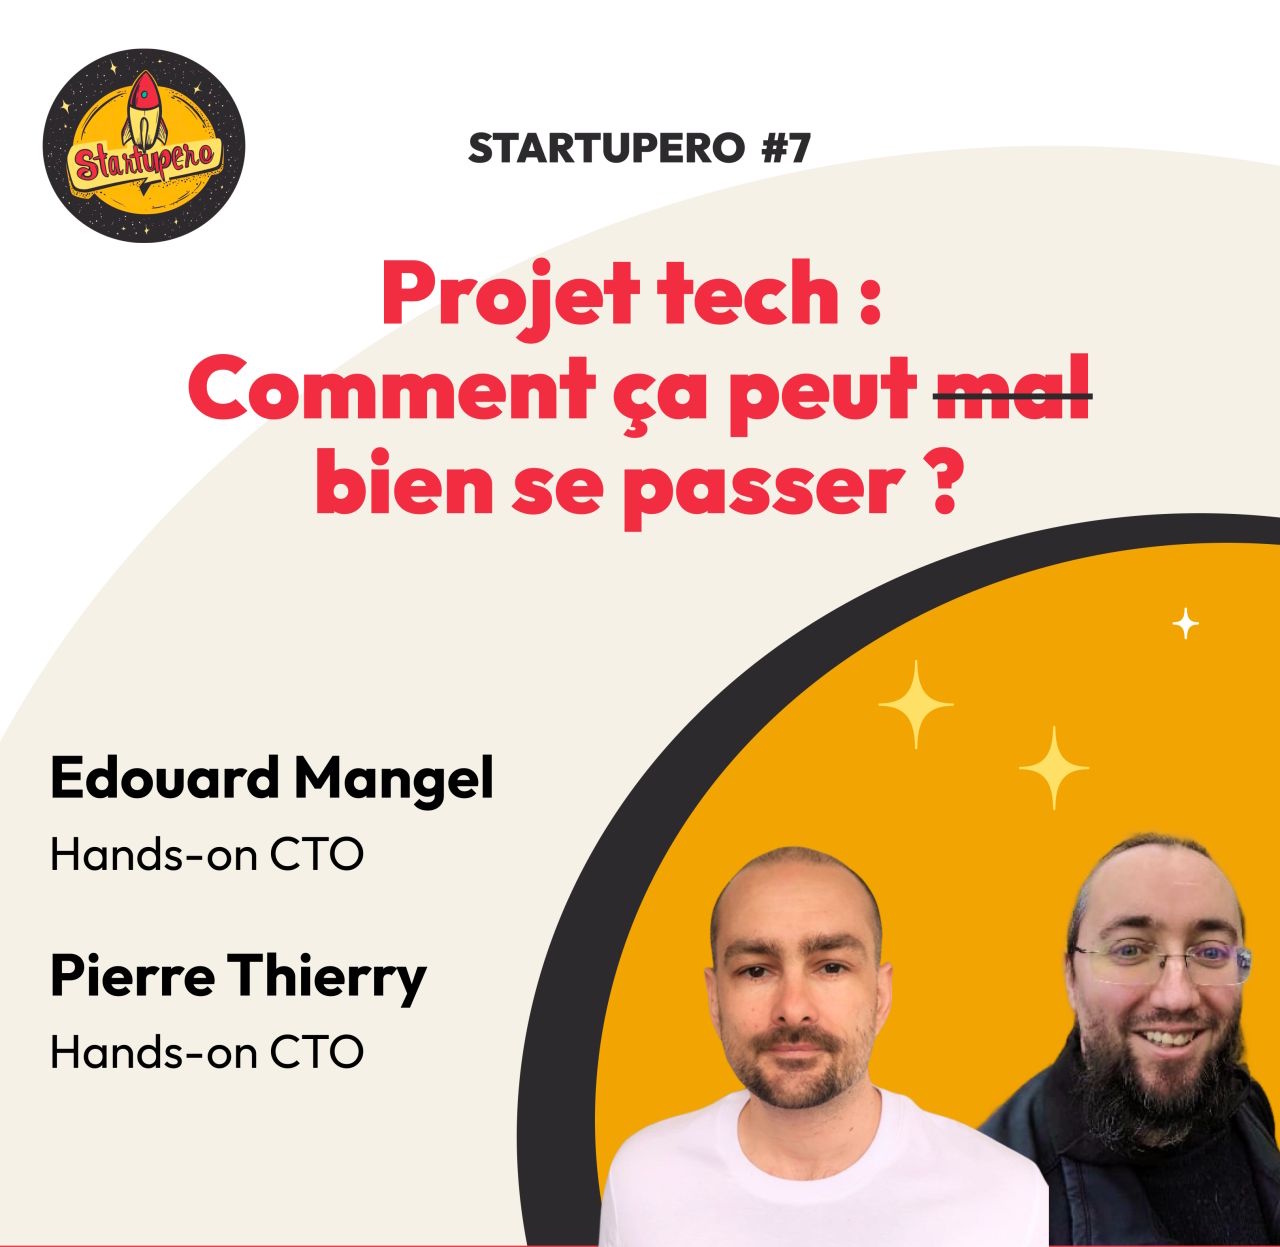 Startupero
STARTUPERO #7
Projet tech :
Comment ça peut mal
bien se passer ?
Edouard Mangel
Hands-on CTO
Pierre Thierry
Hands-on CTO